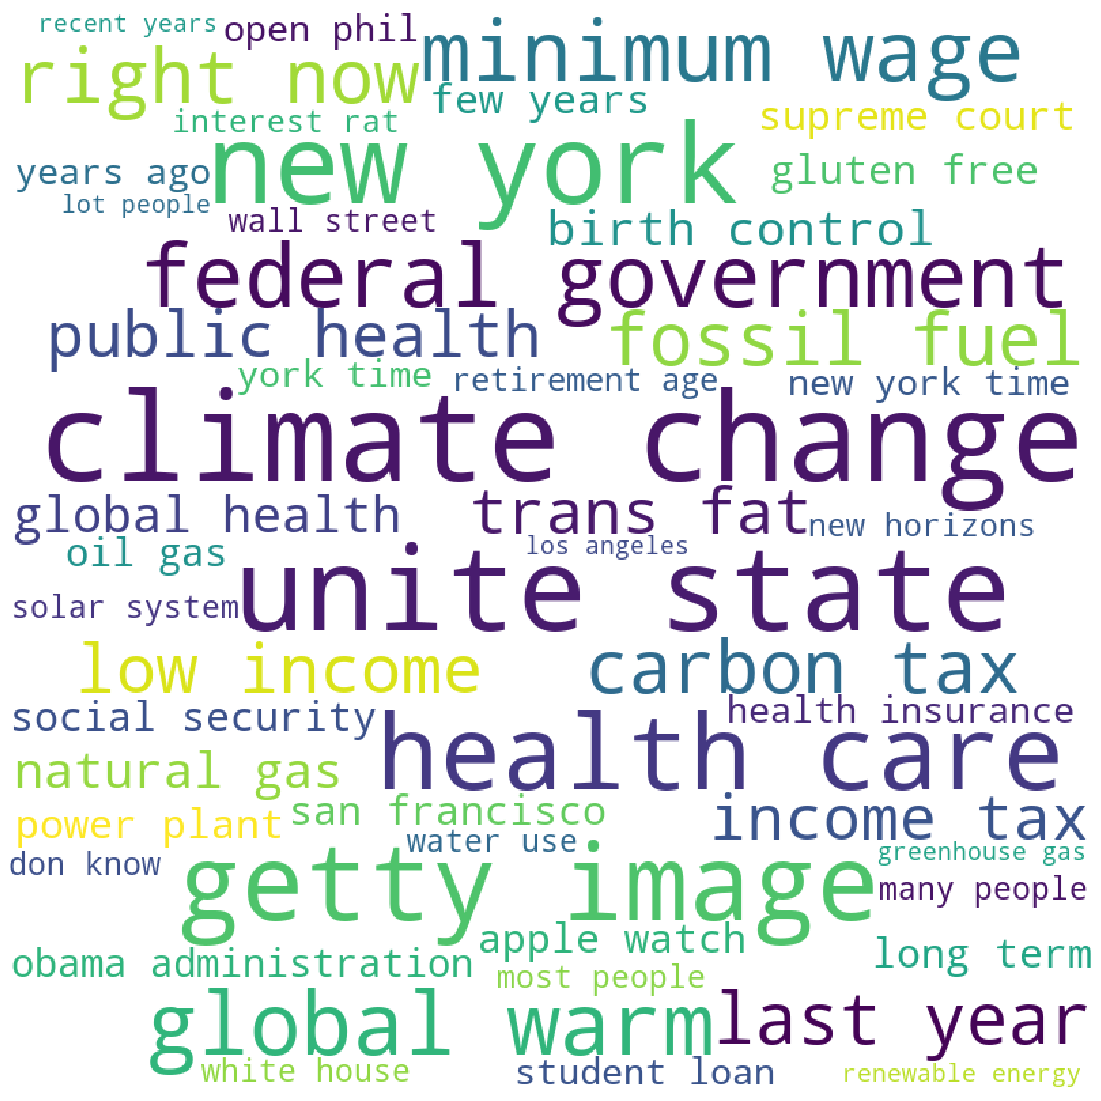 recent years
open phil
minimum wage
right now
few years
supreme court
interest rat
new york
years ago
gluten free
lot people
wall street
birth control
federal government
public health
fossil fuel
york time
retirement age
new york time
climate change
global health
trans fat
new horizons
oil gas
los angeles
unite state
solar system
low income
carbon tax
social security
health insurance
health care
natural gas
san francisco
income tax
power plant
water use
don know
greenhouse gas
getty image
many people
apple watch
obama administration
long term
most people
global warm
last year
white house
student loan
renewable energy